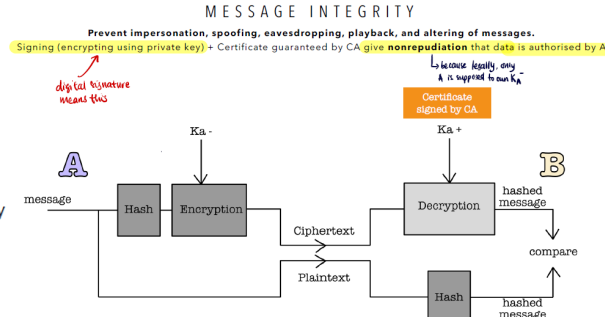 MESSAGE INTEGRITY
Prevent impersonation, spoofing, eavesdropping, playback, and altering of messages.
Signing (encrypting using private key) + Certificate guaranteed by CA give nonrepudiation that data is authorised by A
digital signature
means this
because legally, only
A is supposed to own KA-
Certificate
signed by CA
Ka -
Ka +
A
B
message
Hash
Encryption
Decryption
hashed
message
Ciphertext
compare
Plaintext
Hash
hashed
message